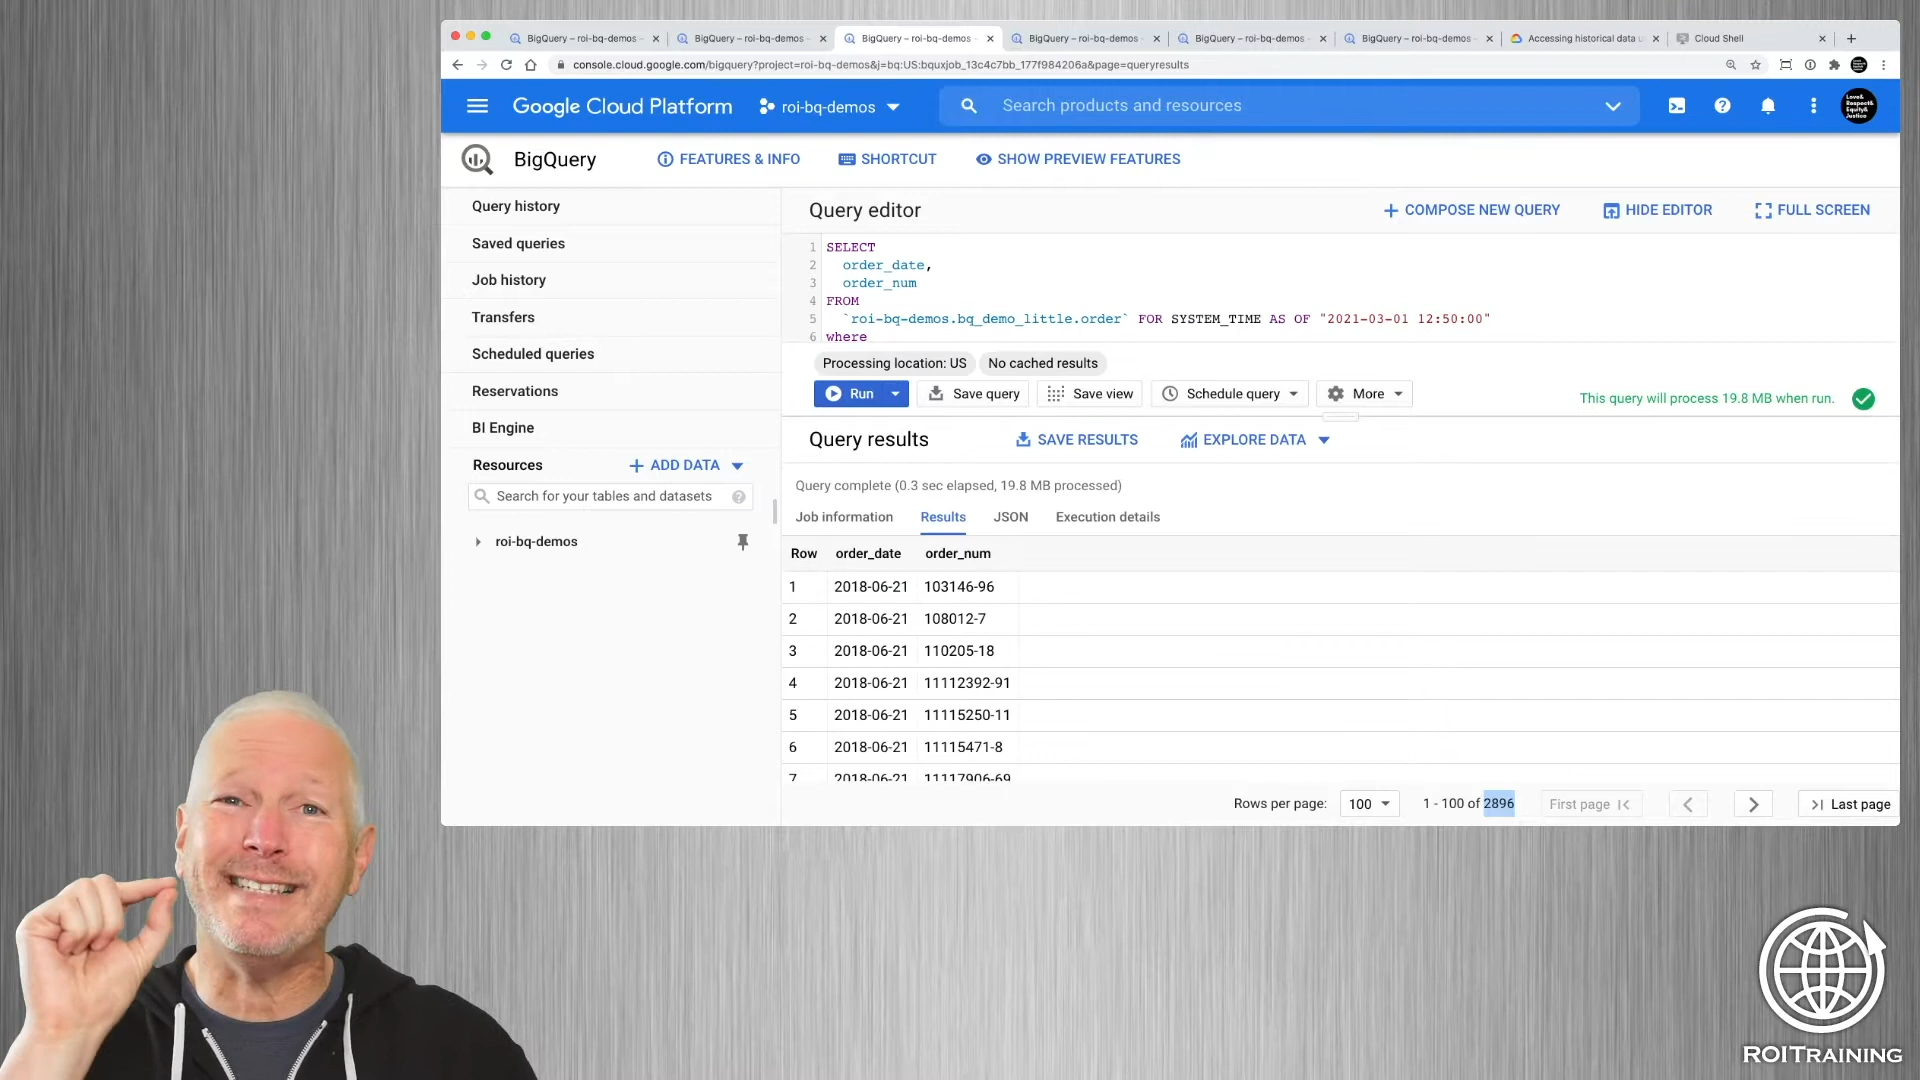 BigQuery – roi-bq-demos
BigQuery – roi-bq-demos
BigQuery – roi-bq-demos
BigQuery – roi-bq-demos
BigQuery – roi-bq-demos
BigQuery – roi-bq-demos
Accessing historical data u
Cloud Shell
console.cloud.google.com/bigquery?project=roi-bq-demos&j=bq:US:bquxjob_13c4c7bb_177f984206a&page=queryresults
Google Cloud Platform
roi-bq-demos
Search products and resources
Love&
Respect&
Equity&
Justice
BigQuery
FEATURES & INFO
SHORTCUT
SHOW PREVIEW FEATURES
Query history
Saved queries
Job history
Transfers
Scheduled queries
Reservations
BI Engine
Resources
ADD DATA
Search for your tables and datasets
roi-bq-demos
Query editor
COMPOSE NEW QUERY
HIDE EDITOR
FULL SCREEN
1 SELECT
2 order_date,
3 order_num
4 FROM
5 `roi-bq-demos.bq_demo_little.order` FOR SYSTEM_TIME AS OF "2021-03-01 12:50:00"
6 where
Processing location: US
No cached results
Run
Save query
Save view
Schedule query
More
This query will process 19.8 MB when run.
Query results
SAVE RESULTS
EXPLORE DATA
Query complete (0.3 sec elapsed, 19.8 MB processed)
Job information
Results
JSON
Execution details
Row order_date order_num
1 2018-06-21 103146-96
2 2018-06-21 108012-7
3 2018-06-21 110205-18
4 2018-06-21 11112392-91
5 2018-06-21 11115250-11
6 2018-06-21 11115471-8
7 2018-06-21 11117906-69
Rows per page: 100 1 - 100 of 2896 First page Last page
ROITRAINING